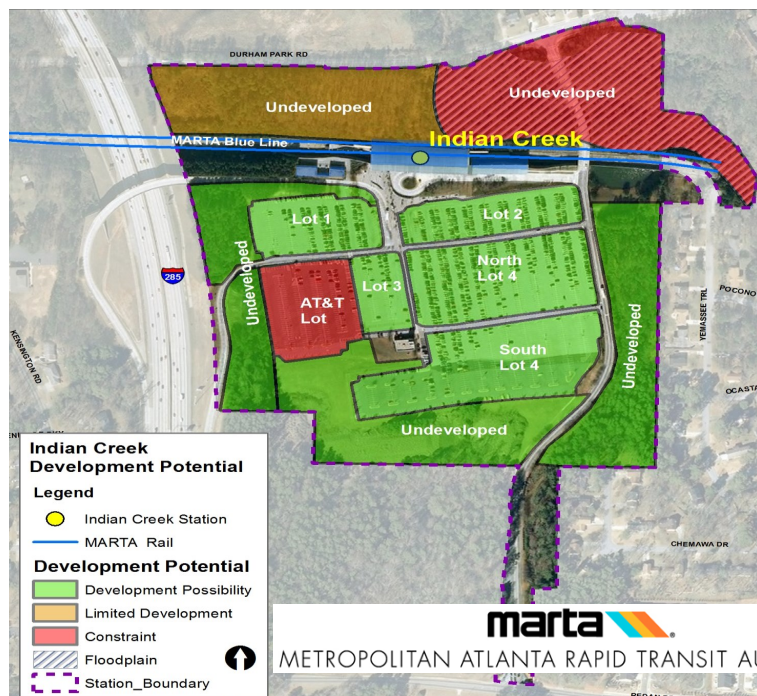 DURHAM PARK RD
Undeveloped
Undeveloped
Indian Creek
MARTA Blue Line
Lot 1
Lot 2
Undeveloped
North
Lot 4
285
AT&T
Lot
Lot 3
POCONO
YEMASSEE TRL
Undeveloped
KENSINGTON RD
South
Lot 4
OCASTA
Undeveloped
Indian Creek
Development Potential
Legend
Indian Creek Station
MARTA Rail
Development Potential
Development Possibility
Limited Development
Constraint
Floodplain
Station_Boundary
CHEMAWA DR
marta
METROPOLITAN ATLANTA RAPID TRANSIT AU